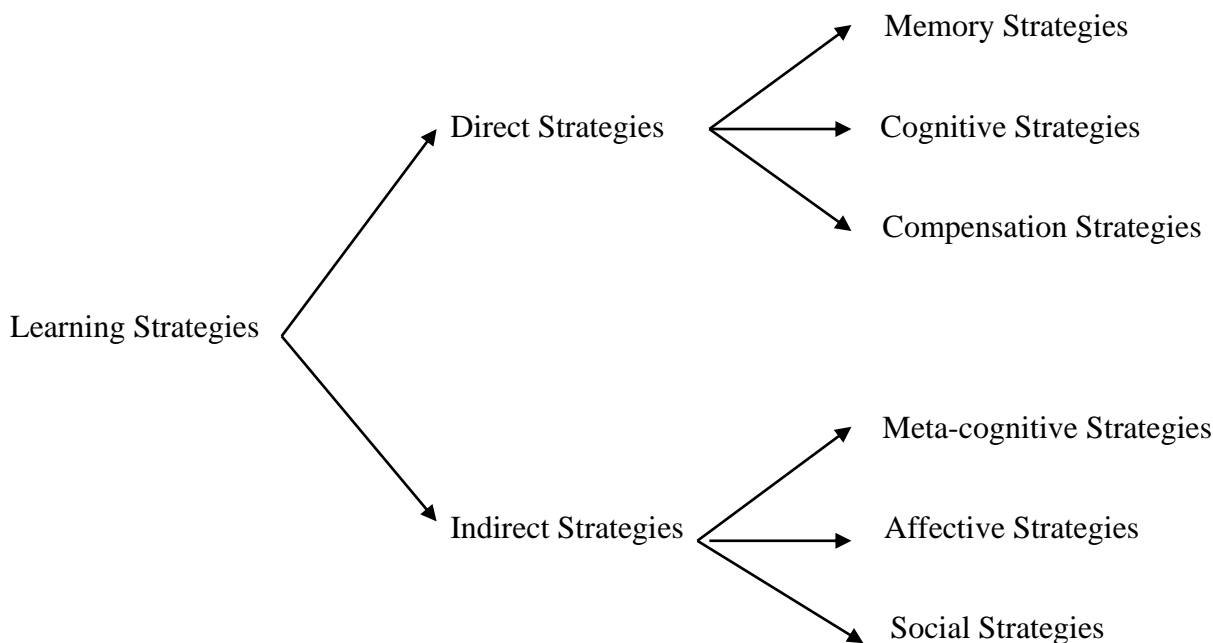 Memory Strategies
Direct Strategies
Cognitive Strategies
Compensation Strategies
Learning Strategies
Meta-cognitive Strategies
Indirect Strategies
Affective Strategies
Social Strategies